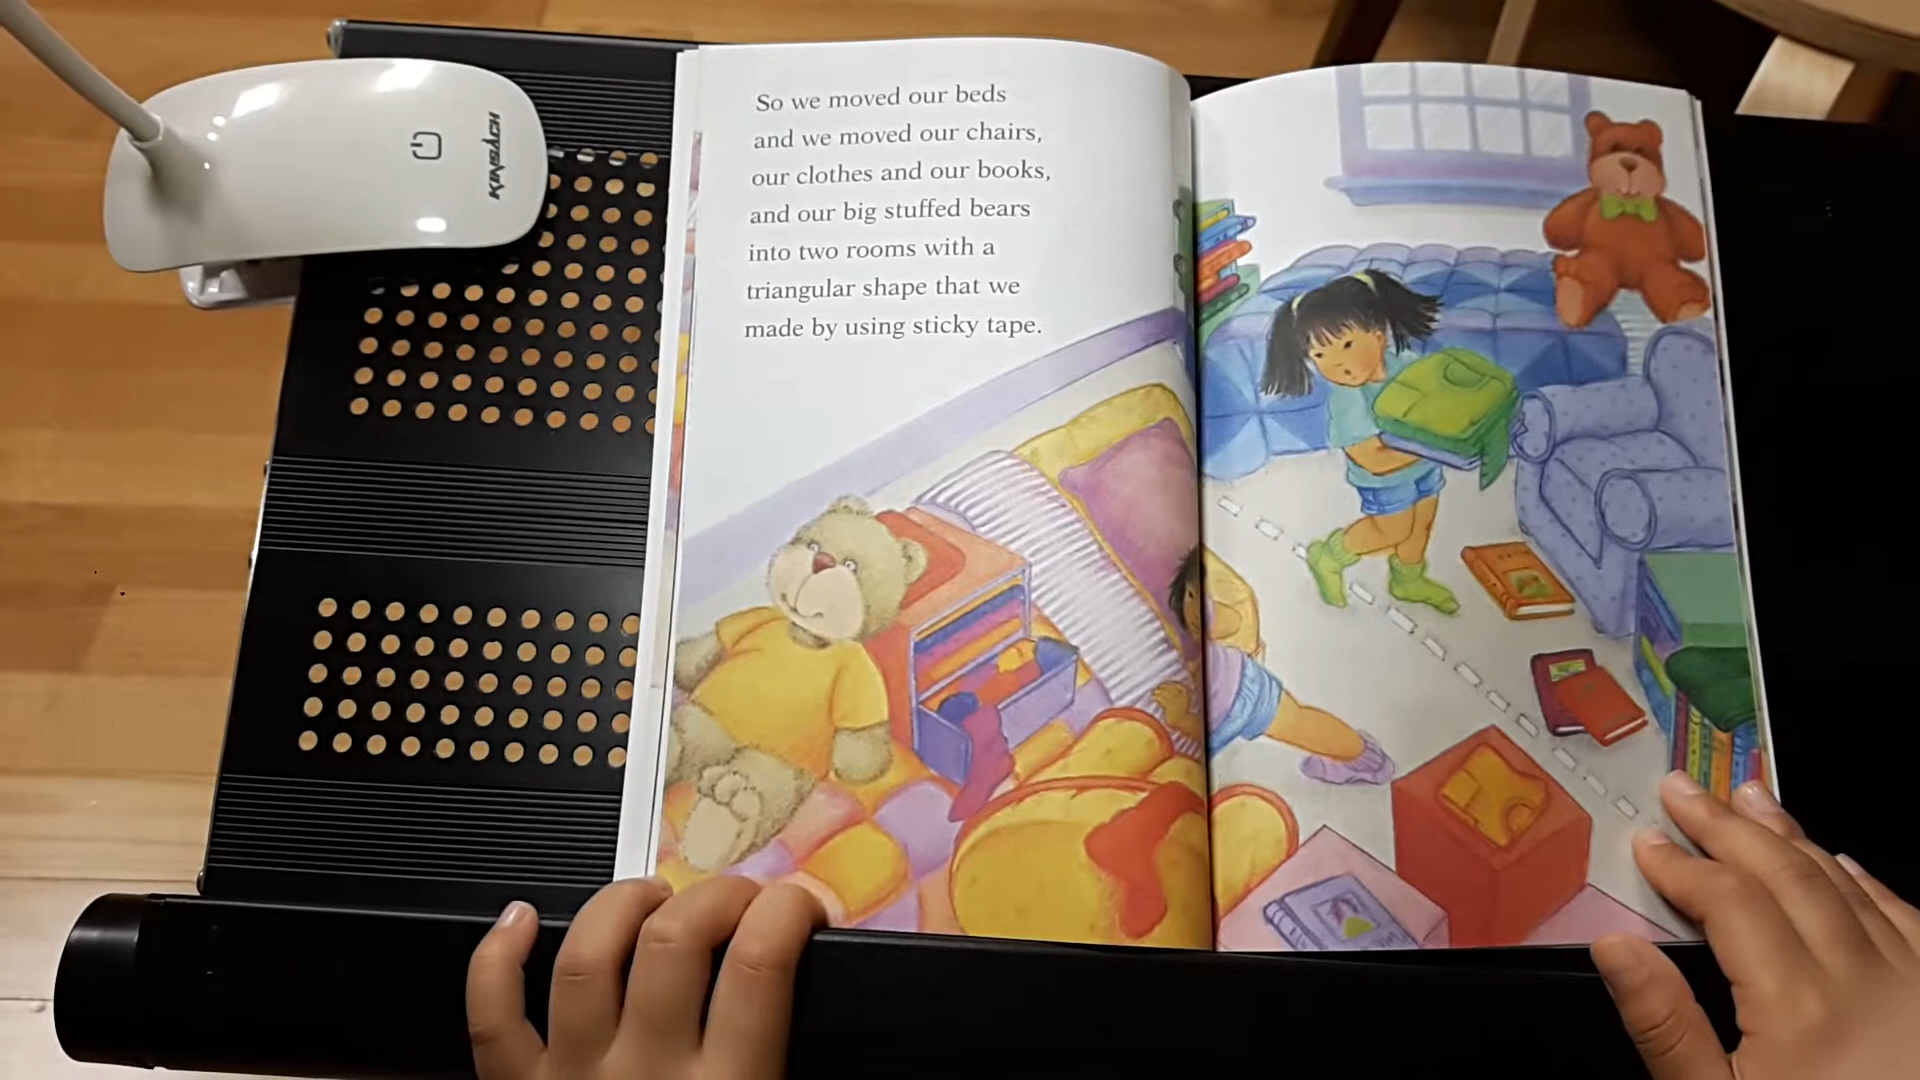 KINGYCH
So we moved our beds
and we moved our chairs,
our clothes and our books,
and our big stuffed bears
into two rooms with a
triangular shape that we
made by using sticky tape.